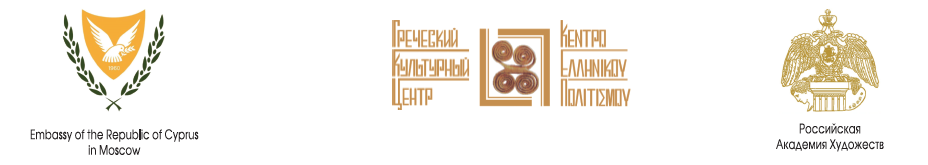 Embassy of the Republic of Cyprus
in Moscow
Греческий
Культурный
Центр
Κεντρο
Ελληνικου
Πολιτισμου
Российская
Академия Художеств